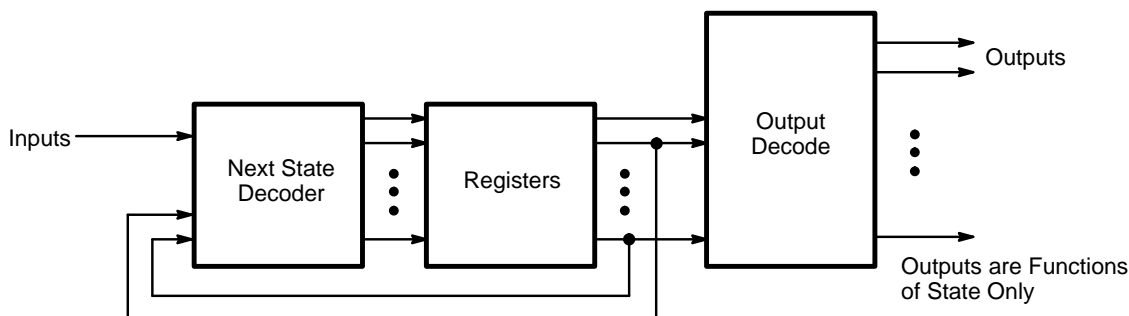 Outputs
Inputs
Next State
Decoder
Registers
Output
Decode
Outputs are Functions
of State Only